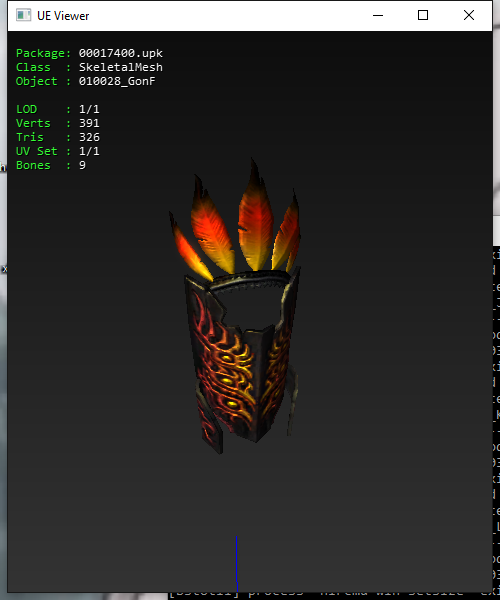 UE Viewer
Package: 00017400.upk
Class : SkeletalMesh
Object : 010028_GonF
LOD : 1/1
Verts : 391
Tris : 326
UV Set : 1/1
Bones : 9